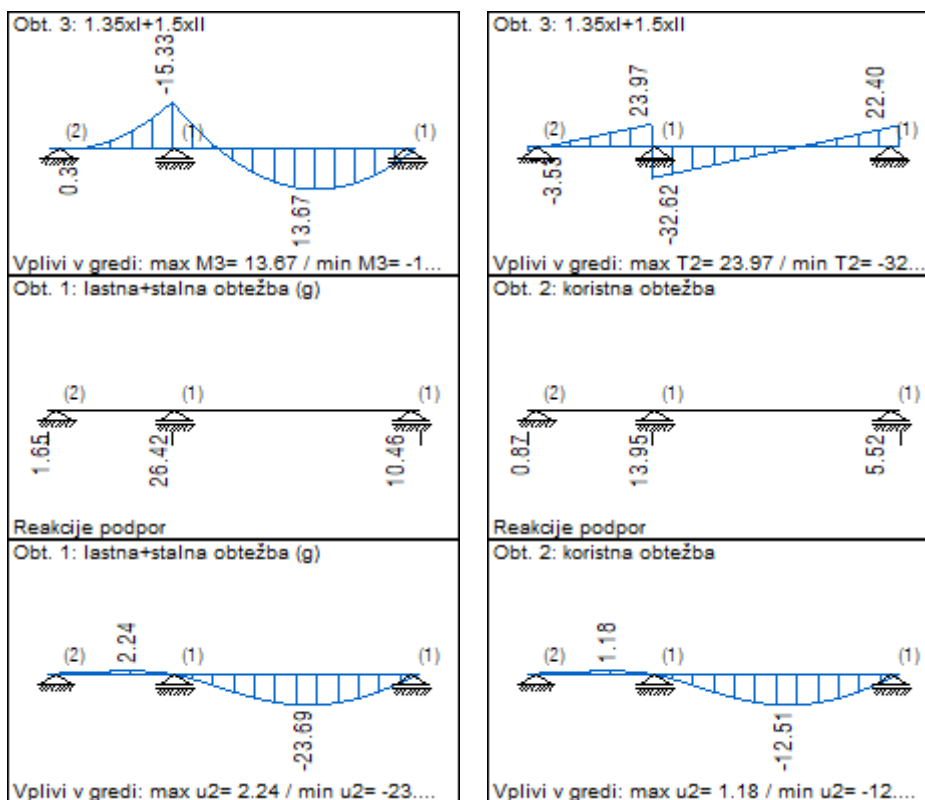 Obt. 3: 1.35xI+1.5xII
-15.33
(2)
(1)
(1)
0.3
13.67
Vplivi v gredi: max M3= 13.67 / min M3= -1...
Obt. 3: 1.35xI+1.5xII
23.97
22.40
(2)
(1)
(1)
-3.53
-32.62
Vplivi v gredi: max T2= 23.97 / min T2= -32...
Obt. 1: lastna+stalna obtežba (g)
(2)
(1)
(1)
1.65
26.42
10.46
Reakcije podpor
Obt. 2: koristna obtežba
(2)
(1)
(1)
0.87
13.95
5.52
Reakcije podpor
Obt. 1: lastna+stalna obtežba (g)
2.24
(2)
(1)
(1)
-23.69
Vplivi v gredi: max u2= 2.24 / min u2= -23....
Obt. 2: koristna obtežba
1.18
(2)
(1)
(1)
-12.51
Vplivi v gredi: max u2= 1.18 / min u2= -12....